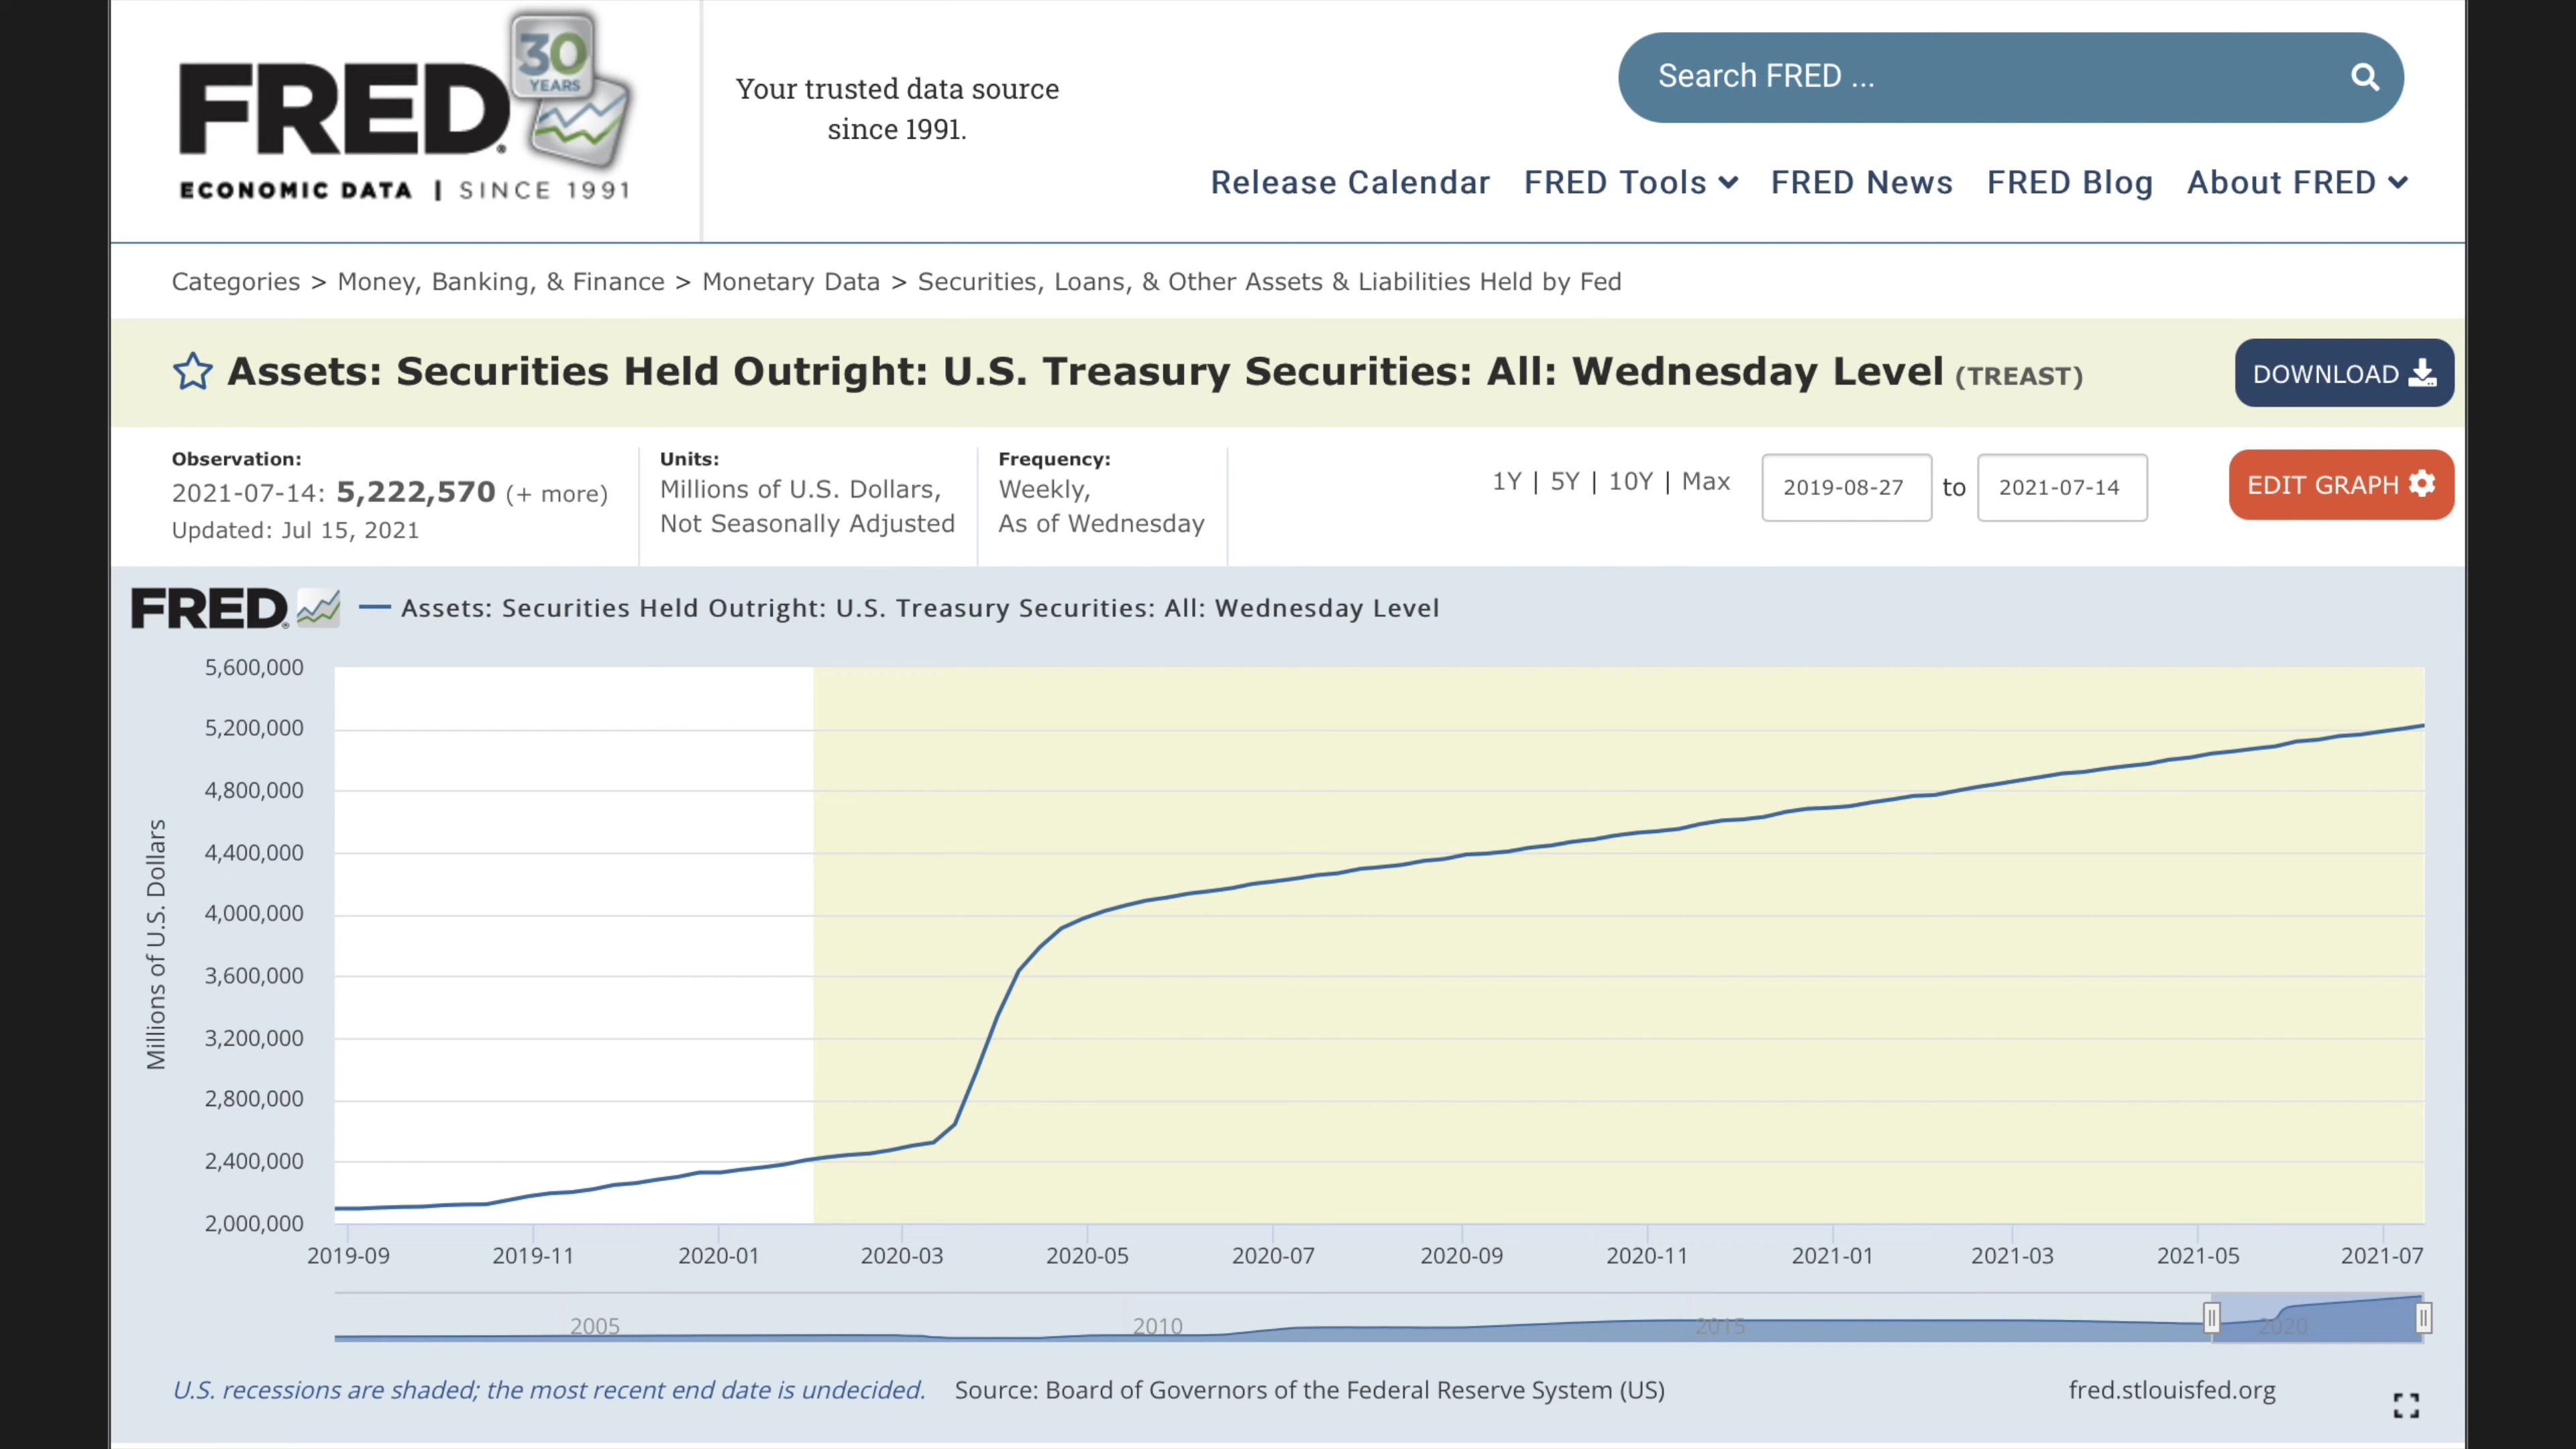 30
YEARS
FRED
ECONOMIC DATA | SINCE 1991
Your trusted data source
since 1991.
Search FRED ...
Release Calendar FRED Tools FRED News FRED Blog About FRED
Categories > Money, Banking, & Finance > Monetary Data > Securities, Loans, & Other Assets & Liabilities Held by Fed
Assets: Securities Held Outright: U.S. Treasury Securities: All: Wednesday Level (TREAST)
DOWNLOAD
Observation:
2021-07-14: 5,222,570 (+ more)
Updated: Jul 15, 2021
Units:
Millions of U.S. Dollars,
Not Seasonally Adjusted
Frequency:
Weekly,
As of Wednesday
1Y | 5Y | 10Y | Max
2019-08-27 to 2021-07-14
EDIT GRAPH
FRED
Assets: Securities Held Outright: U.S. Treasury Securities: All: Wednesday Level
Millions of U.S. Dollars
5,600,000
5,200,000
4,800,000
4,400,000
4,000,000
3,600,000
3,200,000
2,800,000
2,400,000
2,000,000
2019-09 2019-11 2020-01 2020-03 2020-05 2020-07 2020-09 2020-11 2021-01 2021-03 2021-05 2021-07
2005 2010 2015 2020
U.S. recessions are shaded; the most recent end date is undecided. Source: Board of Governors of the Federal Reserve System (US) fred.stlouisfed.org